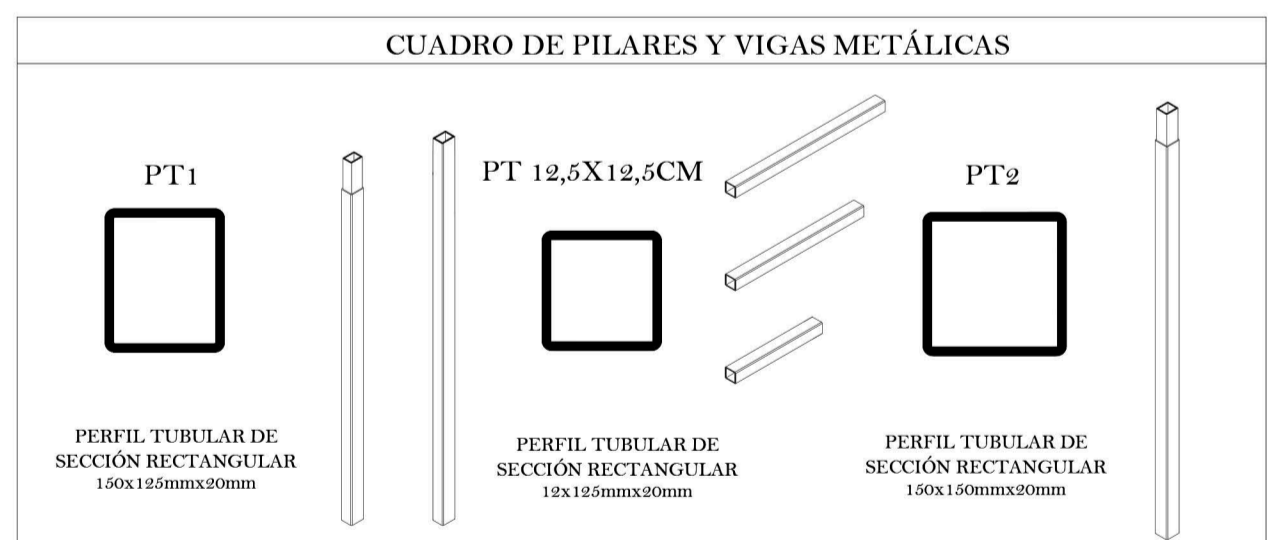 CUADRO DE PILARES Y VIGAS METÁLICAS
PT1
PERFIL TUBULAR DE
SECCIÓN RECTANGULAR
150x125mmx20mm
PT 12,5X12,5CM
PERFIL TUBULAR DE
SECCIÓN RECTANGULAR
12x125mmx20mm
PT2
PERFIL TUBULAR DE
SECCIÓN RECTANGULAR
150x150mmx20mm